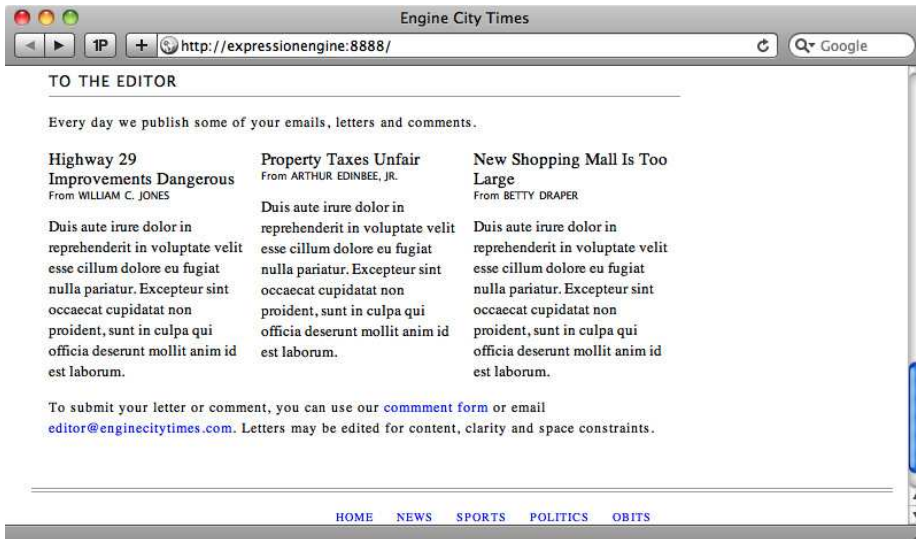 Engine City Times
1P
+
http://expressionengine:8888/
Google
TO THE EDITOR
Every day we publish some of your emails, letters and comments.
Highway 29
Improvements Dangerous
From WILLIAM C. JONES
Duis aute irure dolor in
reprehenderit in voluptate velit
esse cillum dolore eu fugiat
nulla pariatur. Excepteur sint
occaecat cupidatat non
proident, sunt in culpa qui
officia deserunt mollit anim id
est laborum.
Property Taxes Unfair
From ARTHUR EDINBEE, JR.
Duis aute irure dolor in
reprehenderit in voluptate velit
esse cillum dolore eu fugiat
nulla pariatur. Excepteur sint
occaecat cupidatat non
proident, sunt in culpa qui
officia deserunt mollit anim id
est laborum.
New Shopping Mall Is Too
Large
From BETTY DRAPER
Duis aute irure dolor in
reprehenderit in voluptate velit
esse cillum dolore eu fugiat
nulla pariatur. Excepteur sint
occaecat cupidatat non
proident, sunt in culpa qui
officia deserunt mollit anim id
est laborum.
To submit your letter or comment, you can use our commment form or email
editor@enginecitytimes.com. Letters may be edited for content, clarity and space constraints.
HOME NEWS SPORTS POLITICS OBITS